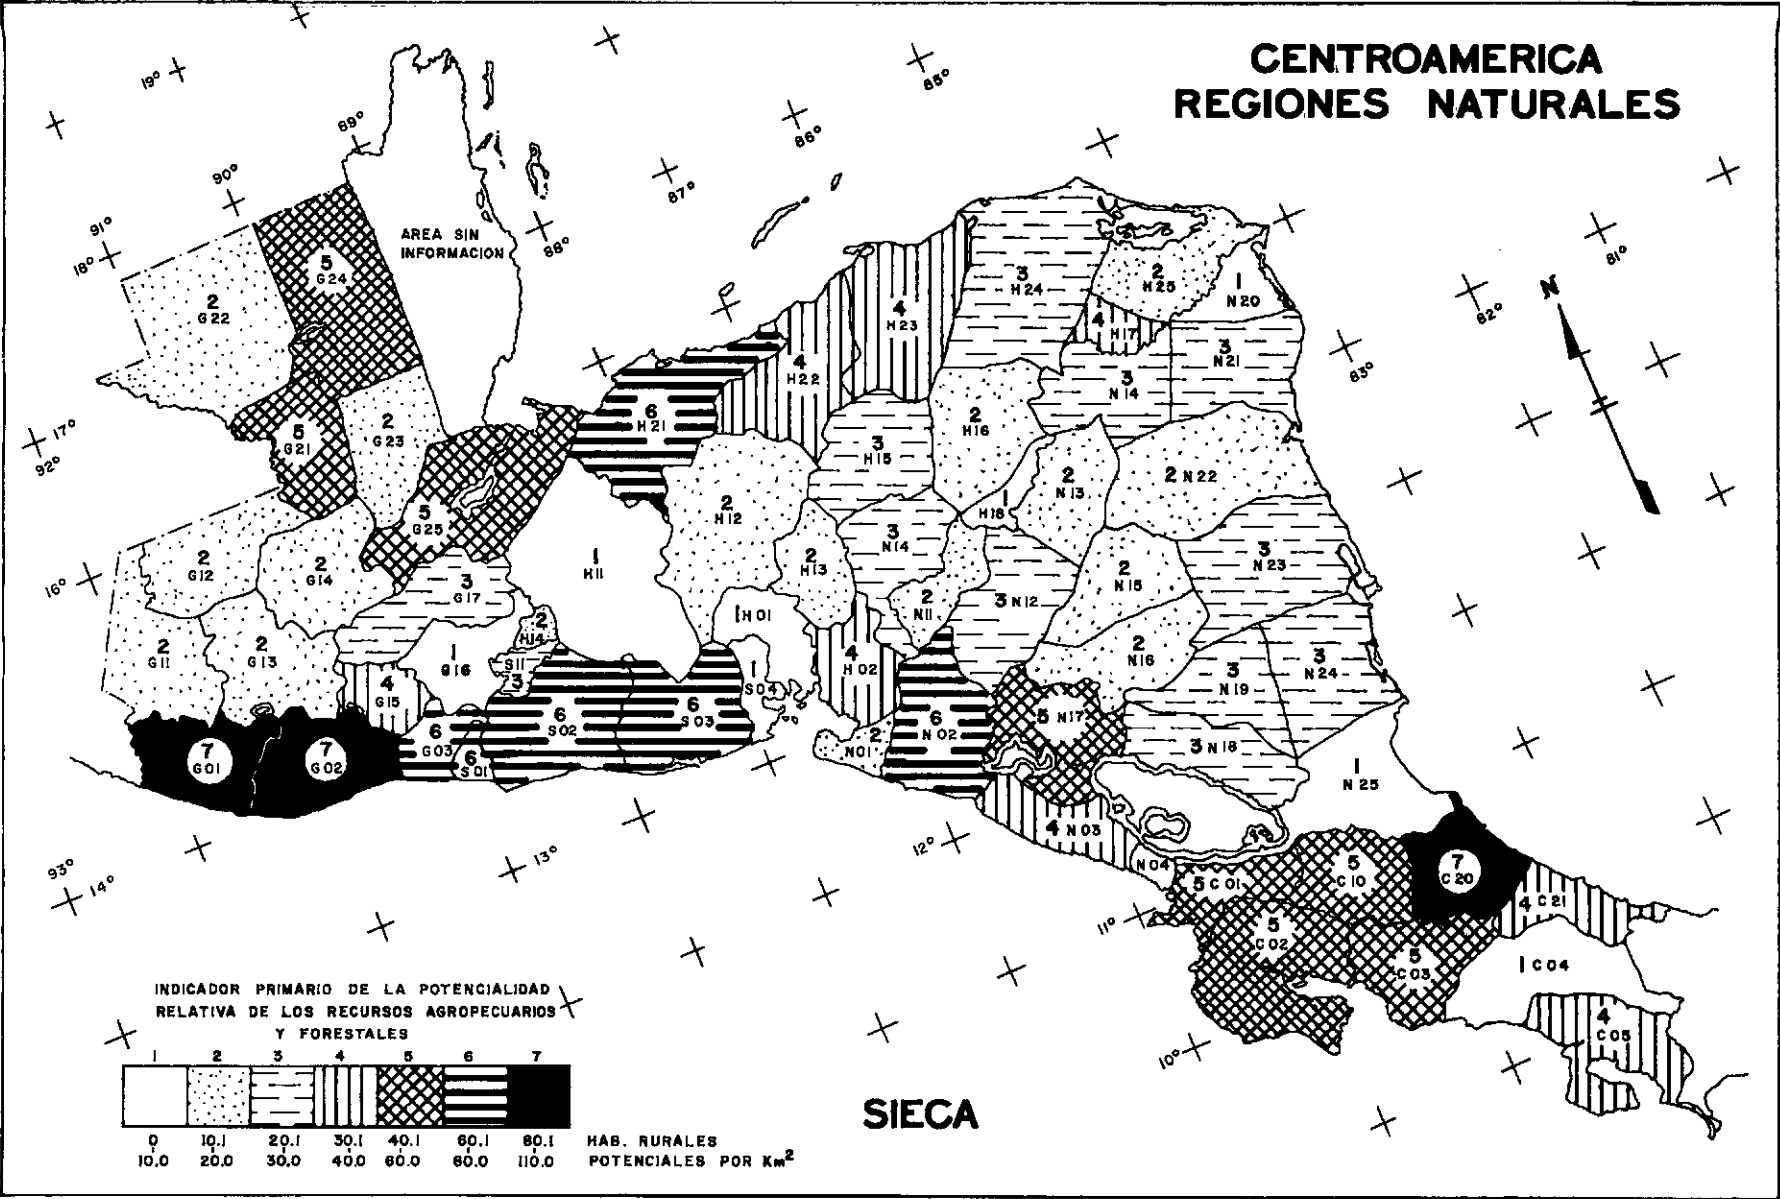 CENTROAMERICA
REGIONES NATURALES
19°
89°
90°
91°
18°
85°
86°
87°
88°
81°
82°
83°
N
AREA SIN
INFORMACION
5
G24
2
G22
2
H25
1
N20
3
H24
4
H23
4
H17
3
N21
4
H22
3
N14
6
H21
2
G23
5
G21
2
H16
3
H15
17°
92°
2
N13
2 N22
1
H18
2
H12
5
G25
3
N14
2
H13
1
H11
2
G12
2
G14
3
G17
16°
3
N23
2
N15
2
N11
3 N12
1 H01
2
H14
2
G11
2
G13
1
G16
S11
3
4
H02
1
S04
2
N16
3
N19
3
N24
4
G15
6
G03
6
S02
6
S03
6
S01
2
N01
6
N02
5 N17
3 N18
7
G01
7
G02
1
N25
4 N03
N04
5 C01
5
C10
7
C20
4 C21
5
C02
5
C03
1 C04
4
C05
93°
14°
13°
12°
11°
10°
INDICADOR PRIMARIO DE LA POTENCIALIDAD
RELATIVA DE LOS RECURSOS AGROPECUARIOS
Y FORESTALES
1 2 3 4 5 6 7
0 10.1 20.1 30.1 40.1 60.1 80.1 HAB. RURALES
10.0 20.0 30.0 40.0 60.0 80.0 110.0 POTENCIALES POR Km²
SIECA